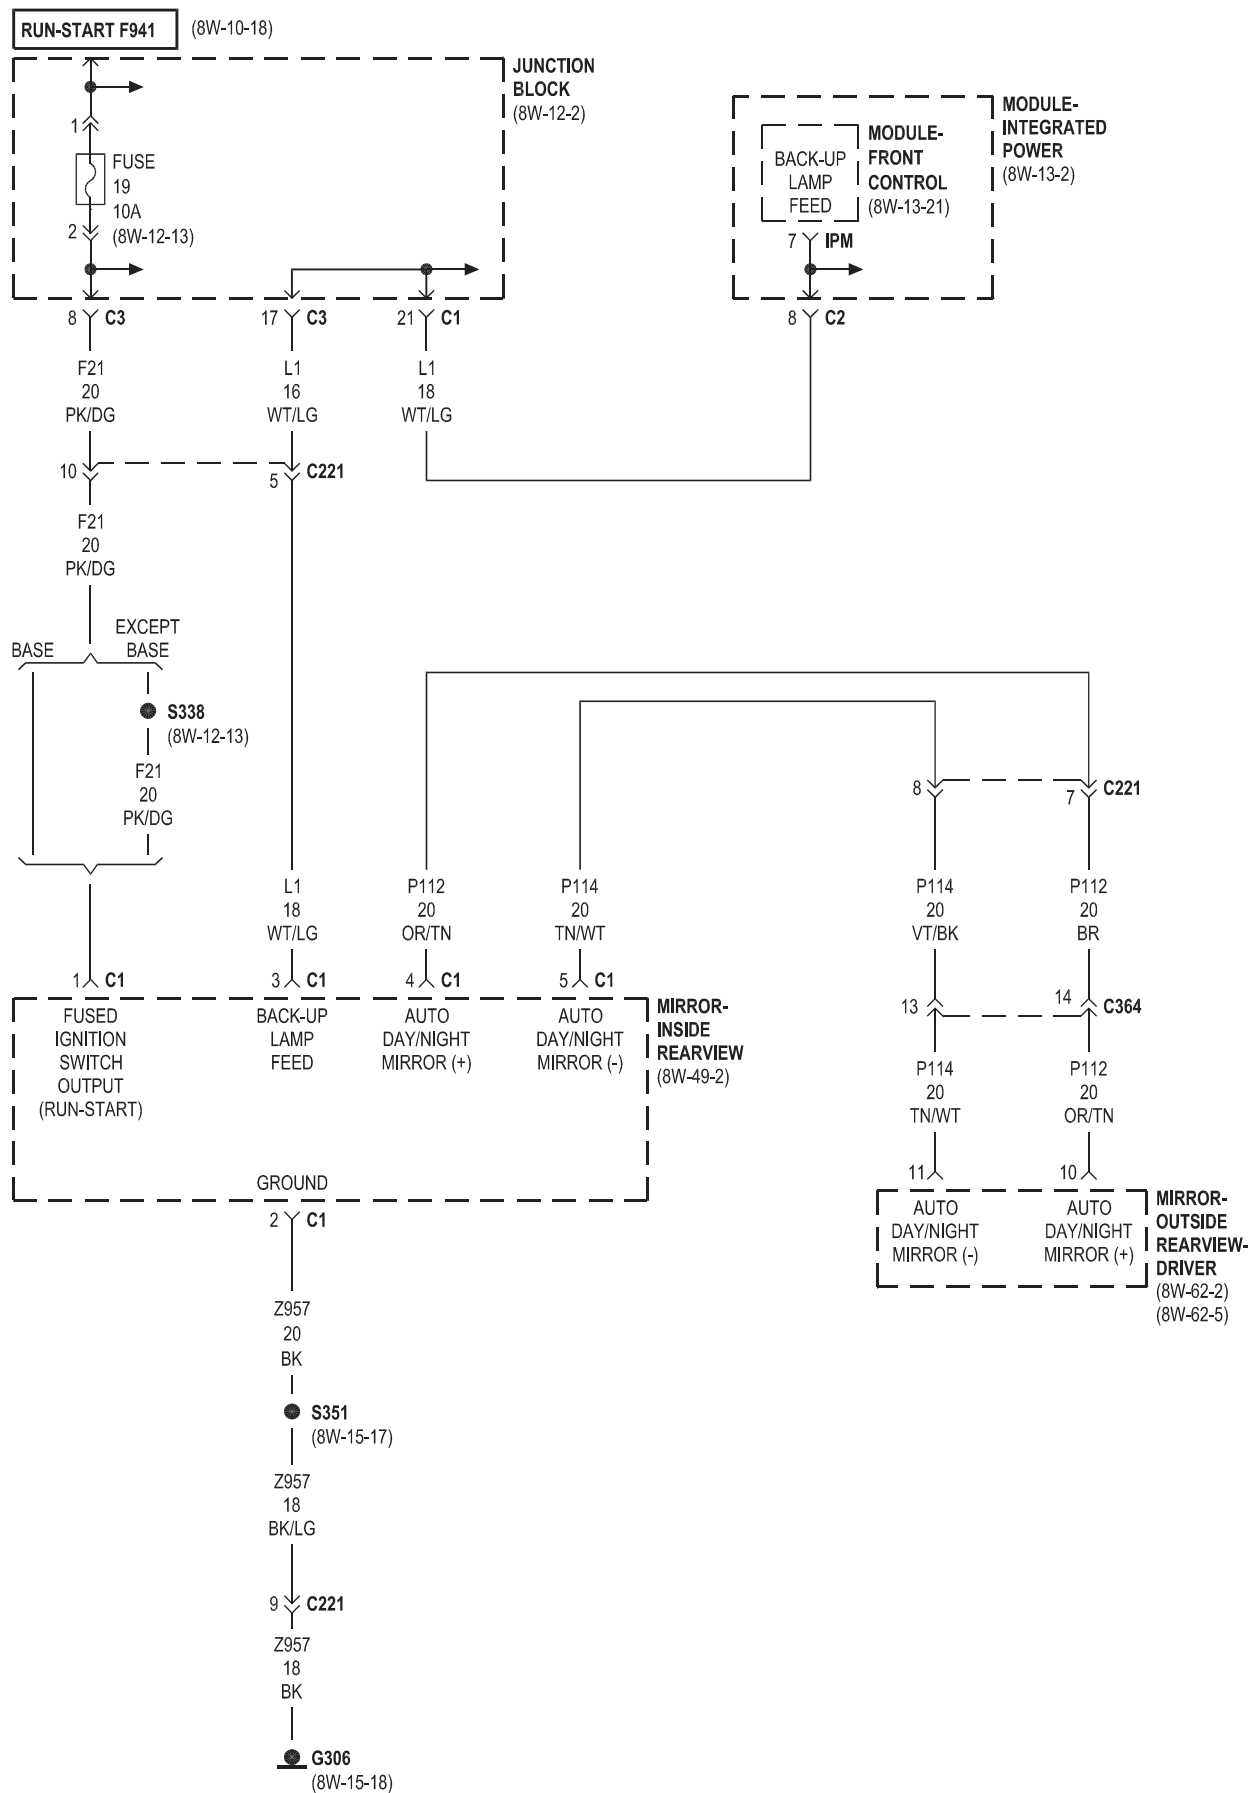 RUN-START F941
(8W-10-18)
JUNCTION
BLOCK
(8W-12-2)
1
FUSE
19
10A
(8W-12-13)
2
MODULE-
INTEGRATED
POWER
(8W-13-2)
MODULE-
FRONT
CONTROL
(8W-13-21)
BACK-UP
LAMP
FEED
7 IPM
8 C3
17 C3
21 C1
8 C2
F21
20
PK/DG
L1
16
WT/LG
L1
18
WT/LG
10
5
C221
F21
20
PK/DG
BASE
EXCEPT
BASE
S338
(8W-12-13)
F21
20
PK/DG
8
7
C221
L1
18
WT/LG
P112
20
OR/TN
P114
20
TN/WT
P114
20
VT/BK
P112
20
BR
1 C1
3 C1
4 C1
5 C1
13
14
C364
FUSED
IGNITION
SWITCH
OUTPUT
(RUN-START)
BACK-UP
LAMP
FEED
AUTO
DAY/NIGHT
MIRROR (+)
AUTO
DAY/NIGHT
MIRROR (-)
MIRROR-
INSIDE
REARVIEW
(8W-49-2)
P114
20
TN/WT
P112
20
OR/TN
11
10
GROUND
2 C1
AUTO
DAY/NIGHT
MIRROR (-)
AUTO
DAY/NIGHT
MIRROR (+)
MIRROR-
OUTSIDE
REARVIEW-
DRIVER
(8W-62-2)
(8W-62-5)
Z957
20
BK
S351
(8W-15-17)
Z957
18
BK/LG
9 C221
Z957
18
BK
G306
(8W-15-18)